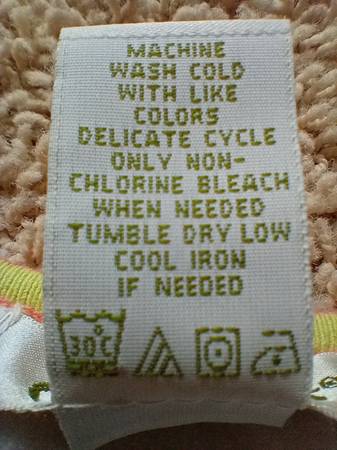 MACHINE
WASH COLD
WITH LIKE
COLORS
DELICATE CYCLE
ONLY NON-
CHLORINE BLEACH
WHEN NEEDED
TUMBLE DRY LOW
COOL IRON
IF NEEDED
30°C